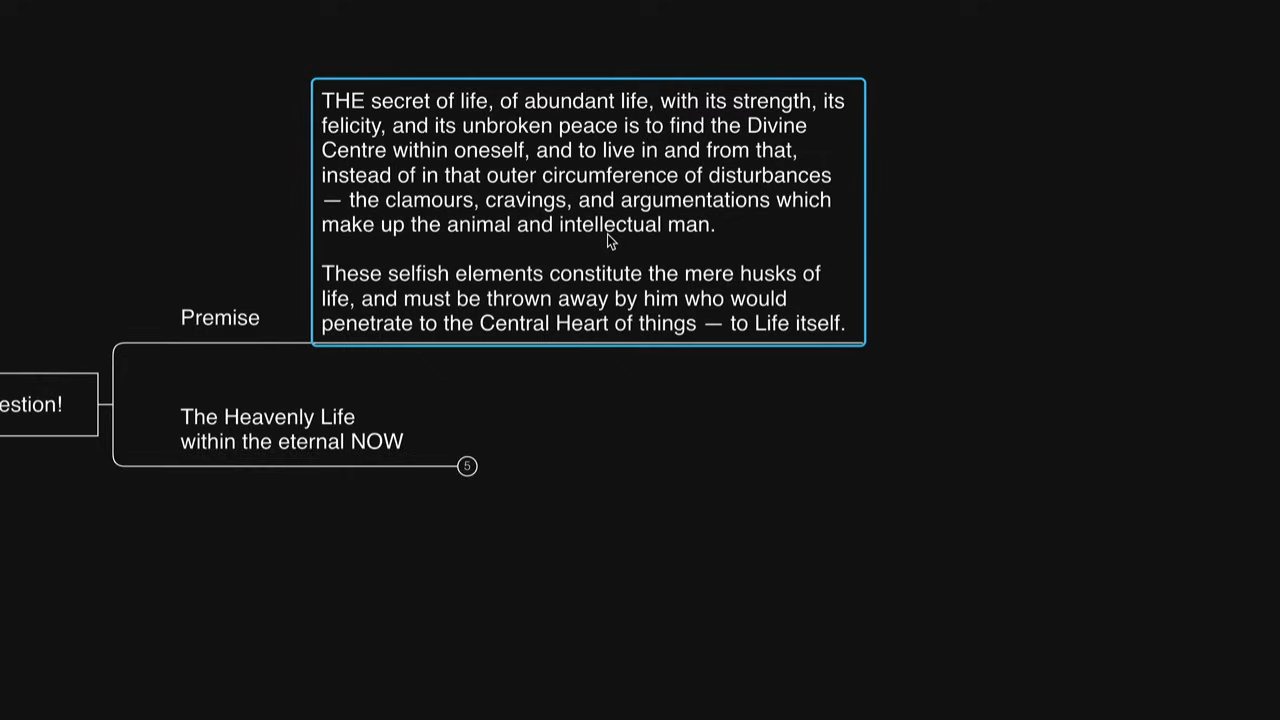 THE secret of life, of abundant life, with its strength, its
felicity, and its unbroken peace is to find the Divine
Centre within oneself, and to live in and from that,
instead of in that outer circumference of disturbances
— the clamours, cravings, and argumentations which
make up the animal and intellectual man.
These selfish elements constitute the mere husks of
life, and must be thrown away by him who would
penetrate to the Central Heart of things — to Life itself.
Premise
estion!
The Heavenly Life
within the eternal NOW
5